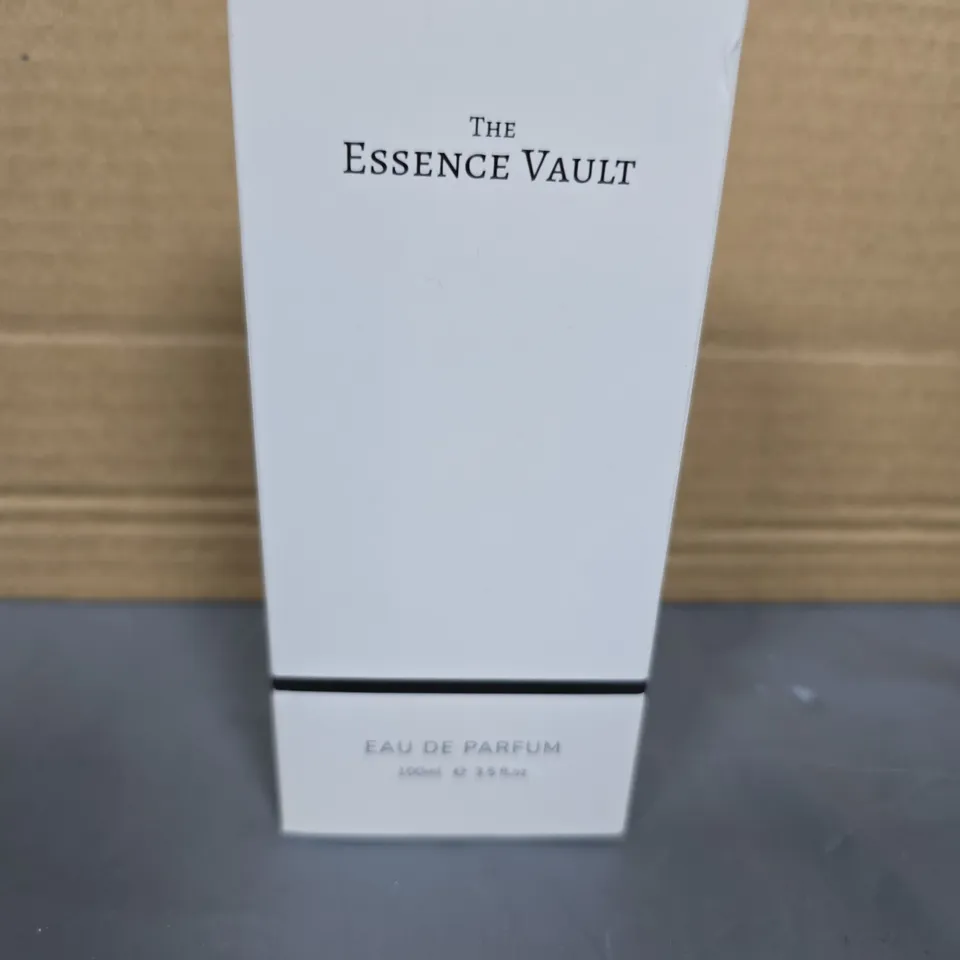 THE
ESSENCE VAULT
EAU DE PARFUM
100ml ℮ 3.5 fl.oz